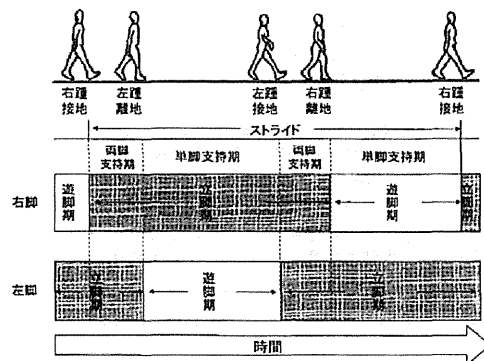 右踵 左踵 左踵 右踵 右踵
接地 離地 接地 離地 接地
ストライド
両脚 両脚
支持期 単脚支持期 支持期 単脚支持期
右脚 遊脚期 立脚期 遊脚期 立脚期
左脚 立脚期 遊脚期 立脚期
時間